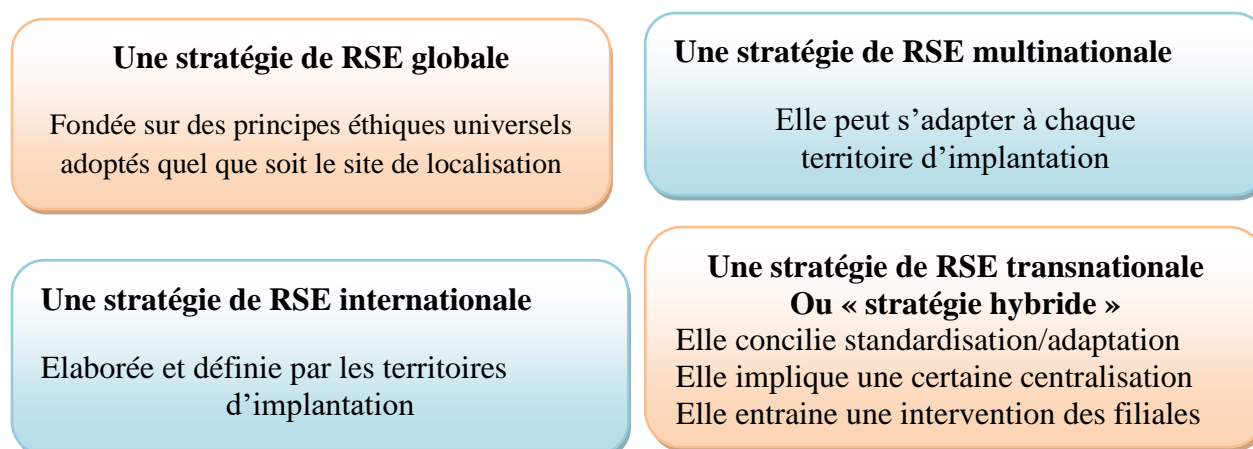 Une stratégie de RSE globale
Fondée sur des principes éthiques universels
adoptés quel que soit le site de localisation
Une stratégie de RSE multinationale
Elle peut s’adapter à chaque
territoire d’implantation
Une stratégie de RSE internationale
Elaborée et définie par les territoires
d’implantation
Une stratégie de RSE transnationale
Ou « stratégie hybride »
Elle concilie standardisation/adaptation
Elle implique une certaine centralisation
Elle entraine une intervention des filiales